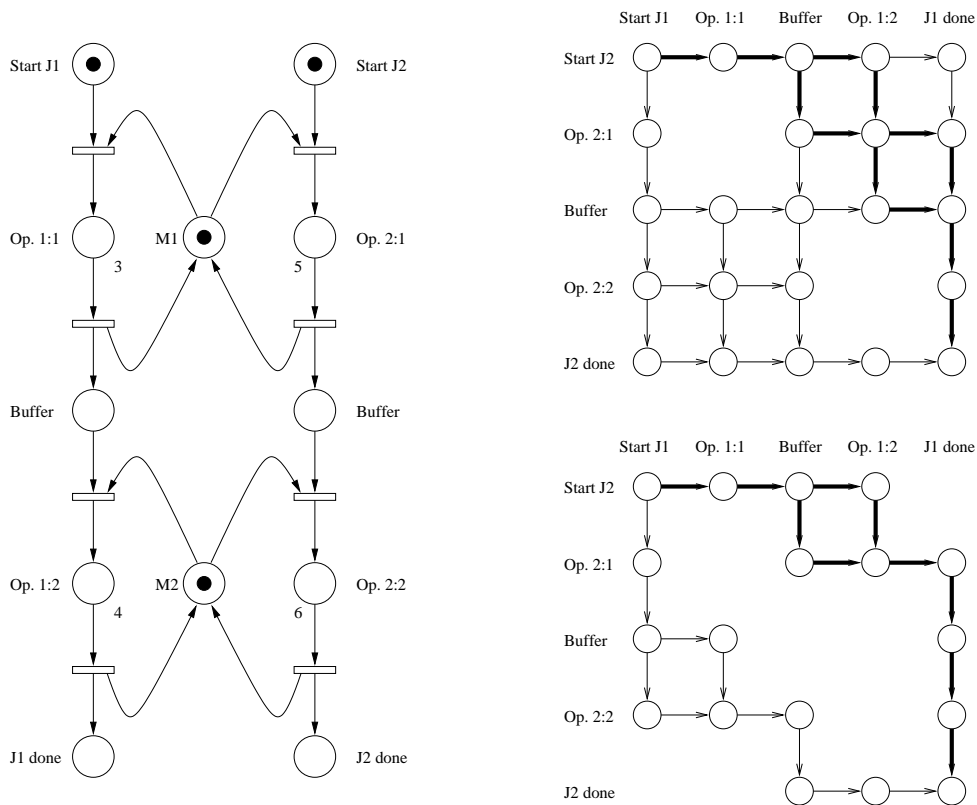 Start J1
Start J2
Op. 1:1
3
M1
5
Op. 2:1
Buffer
Buffer
Op. 1:2
4
M2
6
Op. 2:2
J1 done
J2 done
Start J1 Op. 1:1 Buffer Op. 1:2 J1 done
Start J2
Op. 2:1
Buffer
Op. 2:2
J2 done
Start J1 Op. 1:1 Buffer Op. 1:2 J1 done
Start J2
Op. 2:1
Buffer
Op. 2:2
J2 done